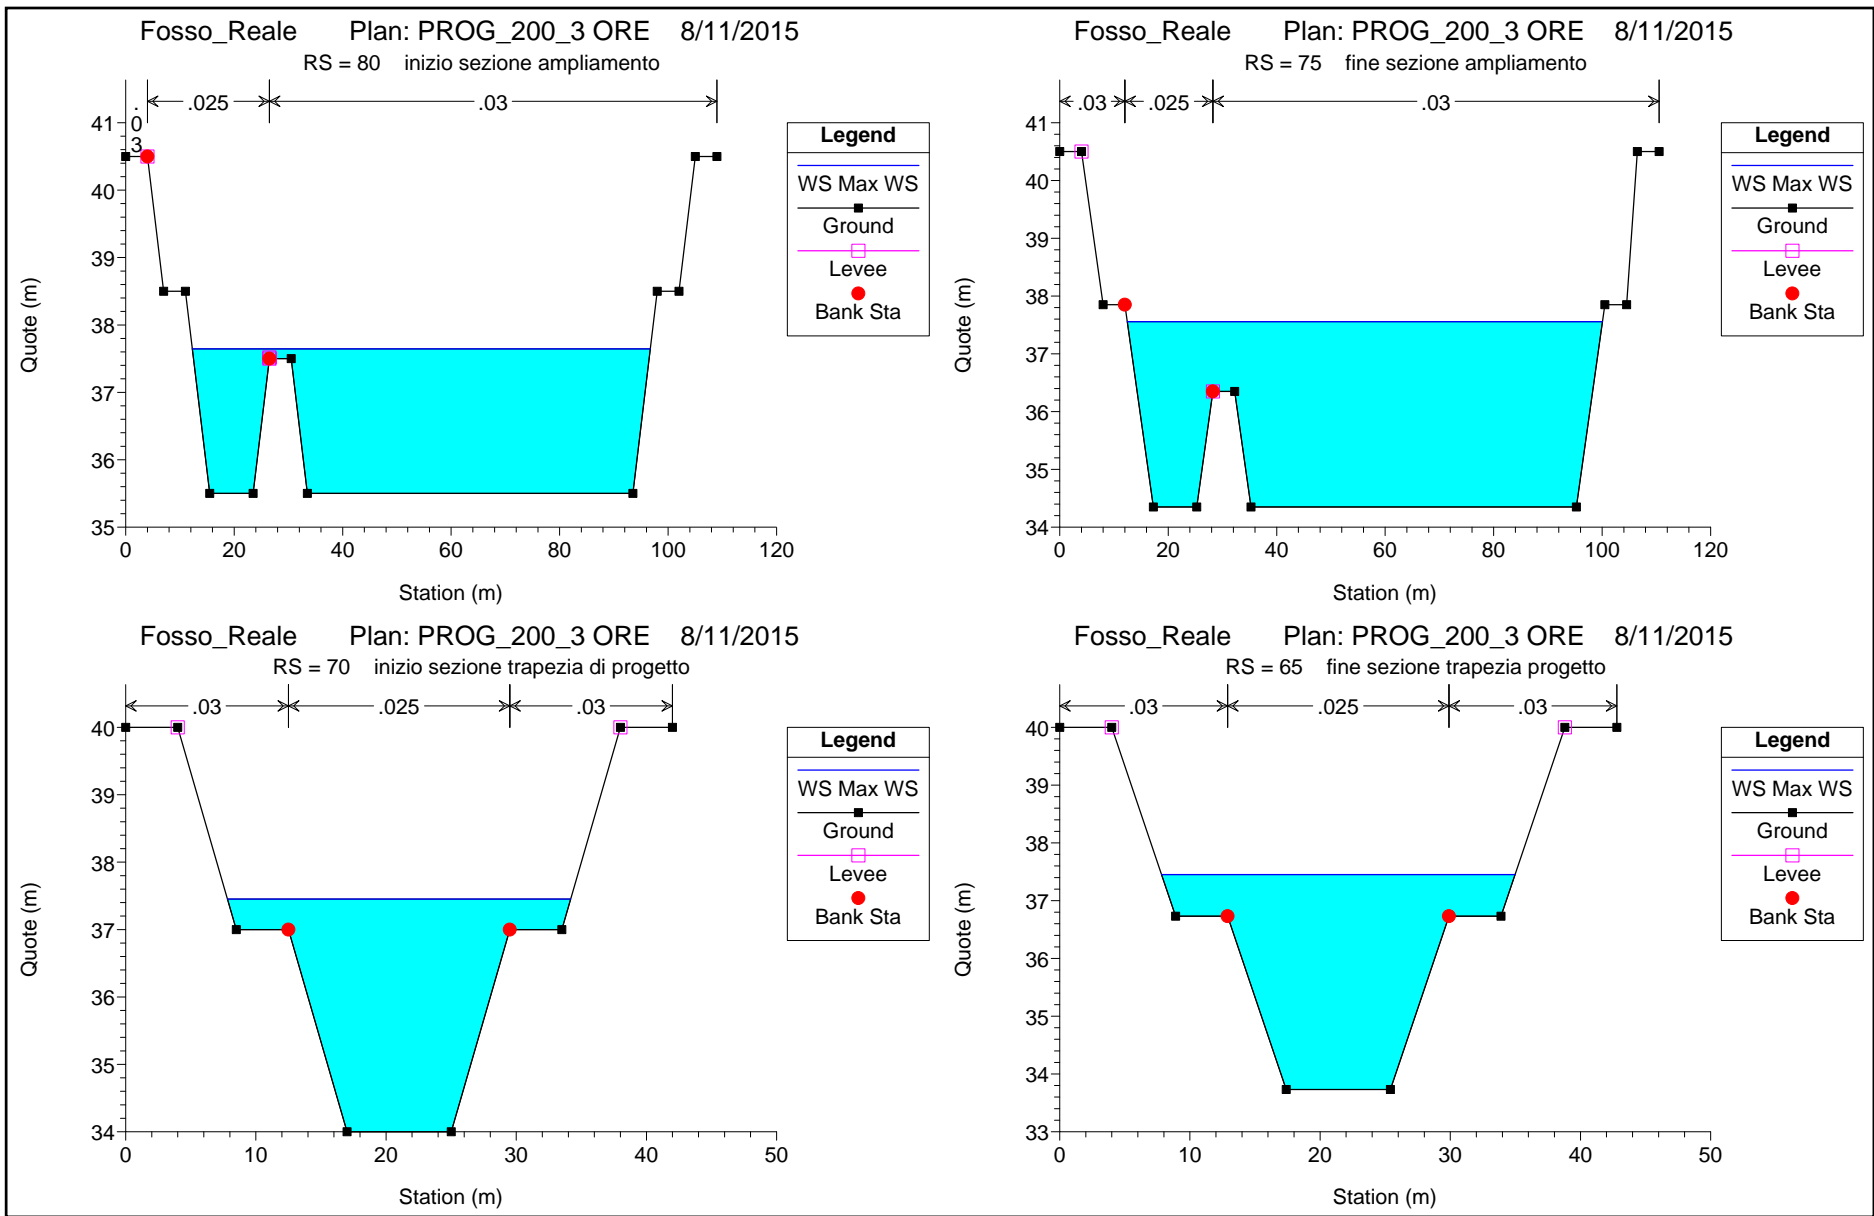 Fosso_Reale Plan: PROG_200_3 ORE 8/11/2015
RS = 80 inizio sezione ampliamento
.03
.025
.03
41
40
39
38
37
36
35
0 20 40 60 80 100 120
Station (m)
Quote (m)
Legend
WS Max WS
Ground
Levee
Bank Sta
Fosso_Reale Plan: PROG_200_3 ORE 8/11/2015
RS = 75 fine sezione ampliamento
.03
.025
.03
41
40
39
38
37
36
35
34
0 20 40 60 80 100 120
Station (m)
Quote (m)
Legend
WS Max WS
Ground
Levee
Bank Sta
Fosso_Reale Plan: PROG_200_3 ORE 8/11/2015
RS = 70 inizio sezione trapezia di progetto
.03
.025
.03
40
39
38
37
36
35
34
0 10 20 30 40 50
Station (m)
Quote (m)
Legend
WS Max WS
Ground
Levee
Bank Sta
Fosso_Reale Plan: PROG_200_3 ORE 8/11/2015
RS = 65 fine sezione trapezia progetto
.03
.025
.03
40
39
38
37
36
35
34
33
0 10 20 30 40 50
Station (m)
Quote (m)
Legend
WS Max WS
Ground
Levee
Bank Sta